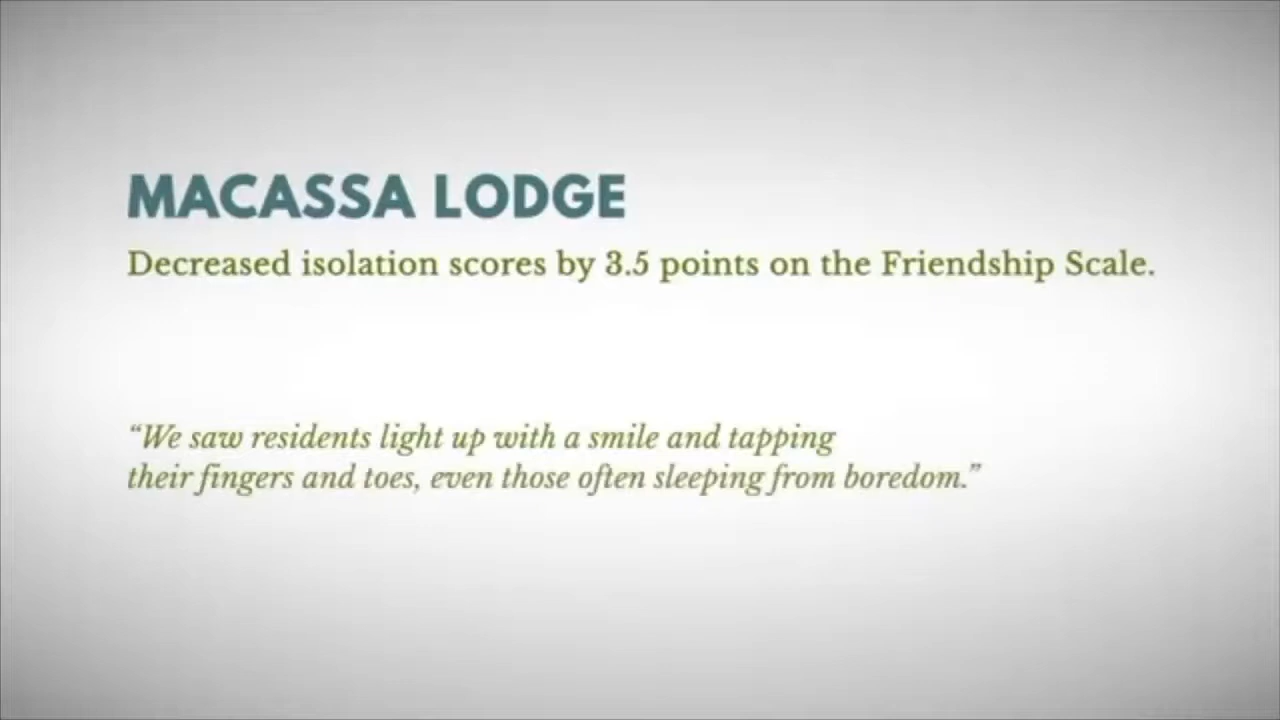 MACASSA LODGE
Decreased isolation scores by 3.5 points on the Friendship Scale.
“We saw residents light up with a smile and tapping
their fingers and toes, even those often sleeping from boredom.”